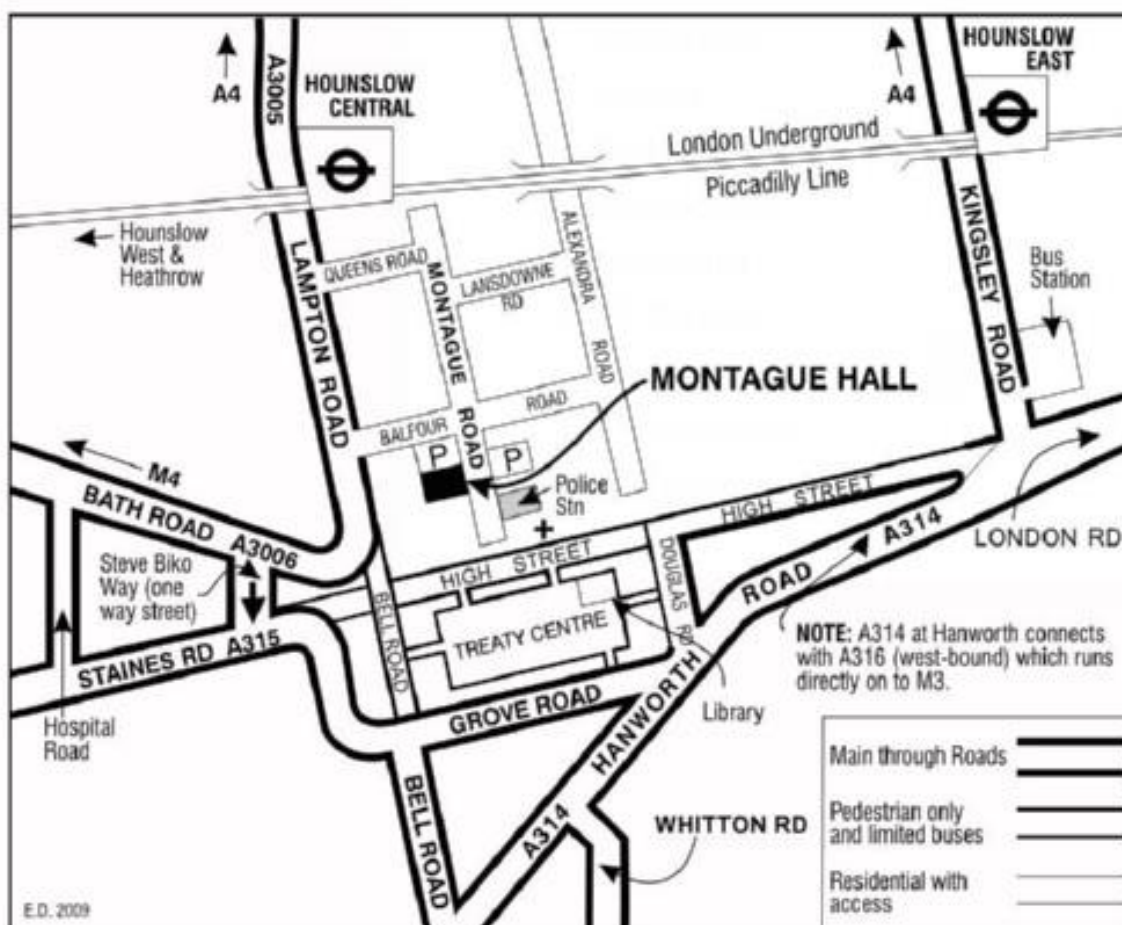 A4
A3005
HOUNSLOW
CENTRAL
A4
HOUNSLOW
EAST
London Underground
Piccadilly Line
Hounslow
West &
Heathrow
QUEENS ROAD
LAMPTON ROAD
MONTAGUE ROAD
LANSDOWNE
RD
ALEXANDRA ROAD
KINGSLEY ROAD
Bus
Station
MONTAGUE HALL
BALFOUR ROAD
P
P
Police
Stn
M4
BATH ROAD A3006
Steve Biko
Way (one
way street)
HIGH STREET
HIGH STREET
A314
LONDON RD
STAINES RD A315
BELL ROAD
TREATY CENTRE
DOUGLAS RD
HANWORTH ROAD
NOTE: A314 at Hanworth connects
with A316 (west-bound) which runs
directly on to M3.
Hospital
Road
GROVE ROAD
Library
BELL ROAD
A314
WHITTON RD
Main through Roads
Pedestrian only
and limited buses
Residential with
access
E.D. 2009